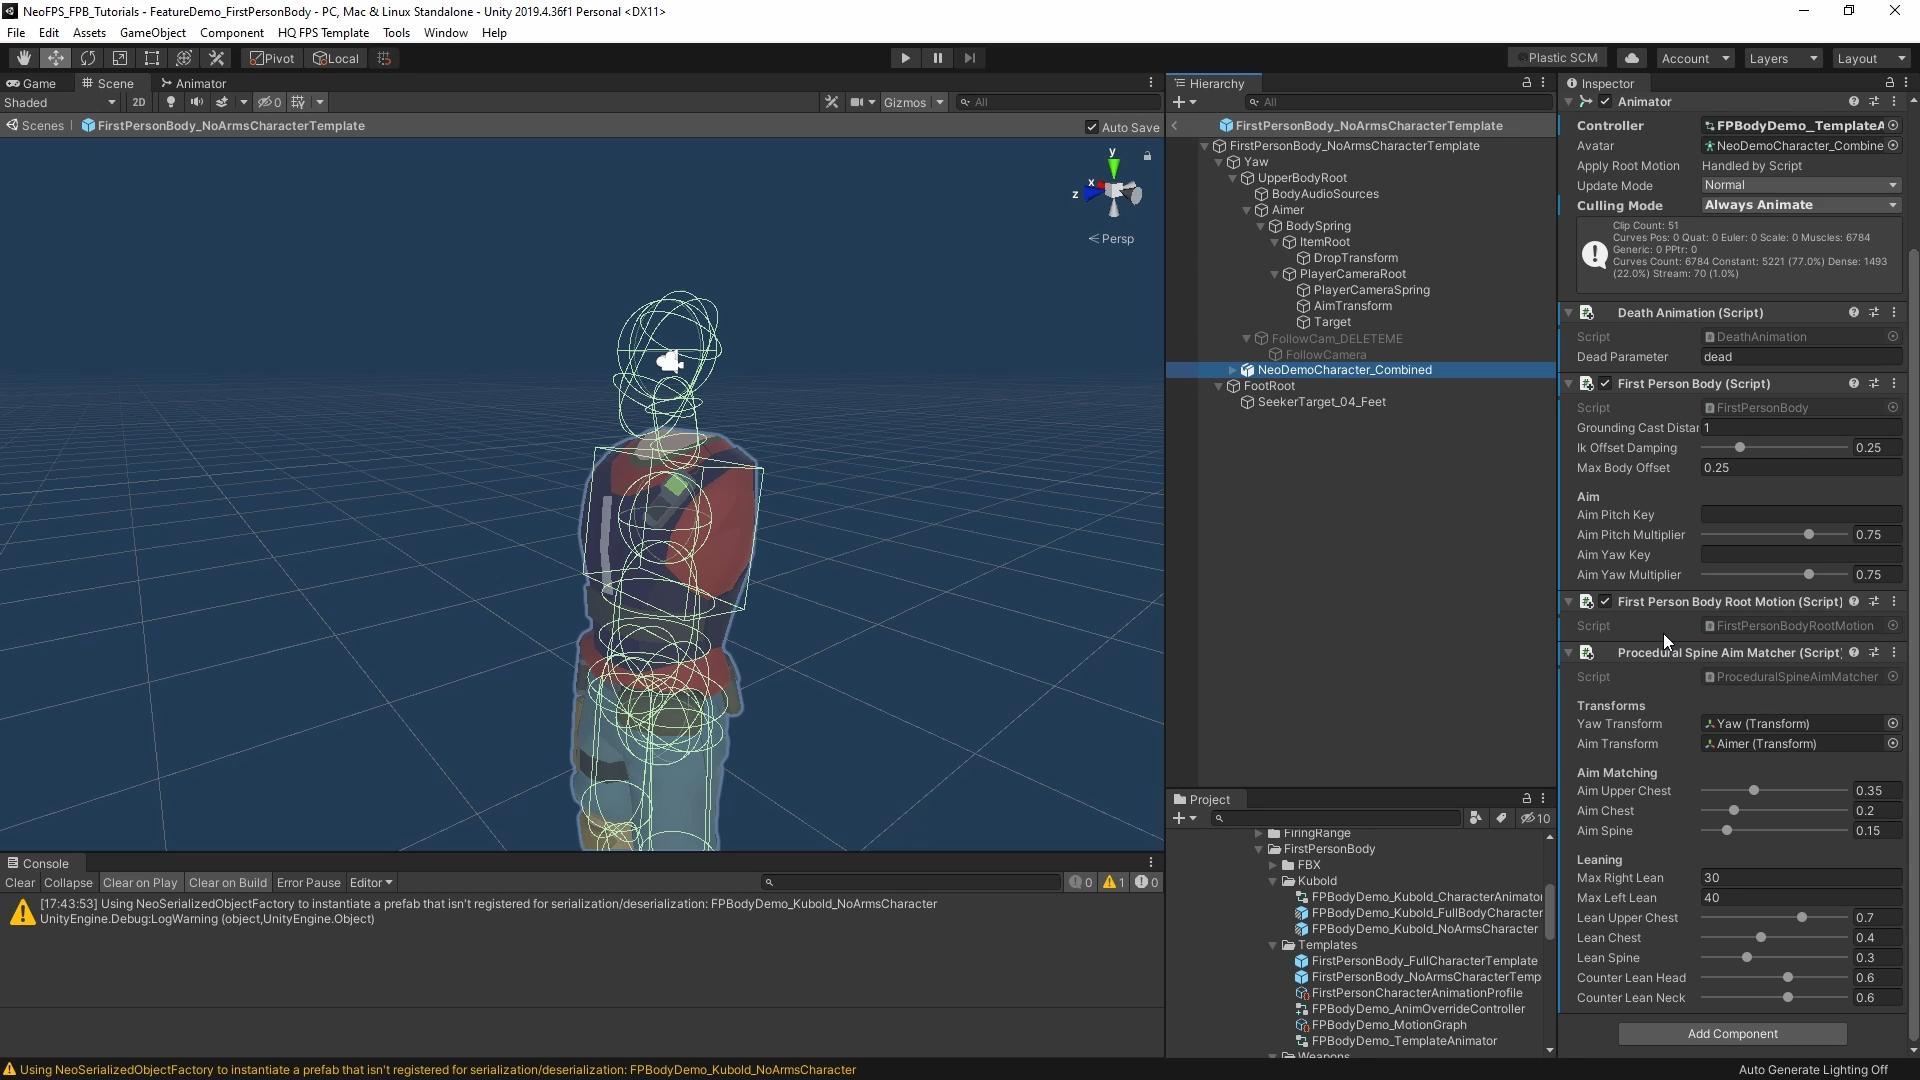 NeoFPS_FPB_Tutorials - FeatureDemo_FirstPersonBody - PC, Mac & Linux Standalone - Unity 2019.4.36f1 Personal <DX11>
File Edit Assets GameObject Component HQ FPS Template Tools Window Help
Pivot Local Plastic SCM Account Layers Layout
Game Scene Animator
Shaded 2D 0 Gizmos All
Scenes FirstPersonBody_NoArmsCharacterTemplate Auto Save
y
x
z
Persp
Hierarchy
All
FirstPersonBody_NoArmsCharacterTemplate
FirstPersonBody_NoArmsCharacterTemplate
Yaw
UpperBodyRoot
BodyAudioSources
Aimer
BodySpring
ItemRoot
DropTransform
PlayerCameraRoot
PlayerCameraSpring
AimTransform
Target
FollowCam_DELETEME
FollowCamera
NeoDemoCharacter_Combined
FootRoot
SeekerTarget_04_Feet
Project
10
FiringRange
FirstPersonBody
FBX
Kubold
FPBodyDemo_Kubold_CharacterAnimator
FPBodyDemo_Kubold_FullBodyCharacter
FPBodyDemo_Kubold_NoArmsCharacter
Templates
FirstPersonBody_FullCharacterTemplate
FirstPersonBody_NoArmsCharacterTemp
FirstPersonCharacterAnimationProfile
FPBodyDemo_AnimOverrideController
FPBodyDemo_MotionGraph
FPBodyDemo_TemplateAnimator
Weapons
Inspector
Animator
Controller FPBodyDemo_TemplateA
Avatar NeoDemoCharacter_Combine
Apply Root Motion Handled by Script
Update Mode Normal
Culling Mode Always Animate
Clip Count: 51
Curves Pos: 0 Quat: 0 Euler: 0 Scale: 0 Muscles: 6784
Generic: 0 PPtr: 0
Curves Count: 6784 Constant: 5221 (77.0%) Dense: 1493
(22.0%) Stream: 70 (1.0%)
Death Animation (Script)
Script DeathAnimation
Dead Parameter dead
First Person Body (Script)
Script FirstPersonBody
Grounding Cast Distar 1
Ik Offset Damping 0.25
Max Body Offset 0.25
Aim
Aim Pitch Key
Aim Pitch Multiplier 0.75
Aim Yaw Key
Aim Yaw Multiplier 0.75
First Person Body Root Motion (Script)
Script FirstPersonBodyRootMotion
Procedural Spine Aim Matcher (Script)
Script ProceduralSpineAimMatcher
Transforms
Yaw Transform Yaw (Transform)
Aim Transform Aimer (Transform)
Aim Matching
Aim Upper Chest 0.35
Aim Chest 0.2
Aim Spine 0.15
Leaning
Max Right Lean 30
Max Left Lean 40
Lean Upper Chest 0.7
Lean Chest 0.4
Lean Spine 0.3
Counter Lean Head 0.6
Counter Lean Neck 0.6
Add Component
Console
Clear Collapse Clear on Play Clear on Build Error Pause Editor 0 1 0
[17:43:53] Using NeoSerializedObjectFactory to instantiate a prefab that isn't registered for serialization/deserialization: FPBodyDemo_Kubold_NoArmsCharacter
UnityEngine.Debug:LogWarning (object,UnityEngine.Object)
Using NeoSerializedObjectFactory to instantiate a prefab that isn't registered for serialization/deserialization: FPBodyDemo_Kubold_NoArmsCharacter
Auto Generate Lighting Off